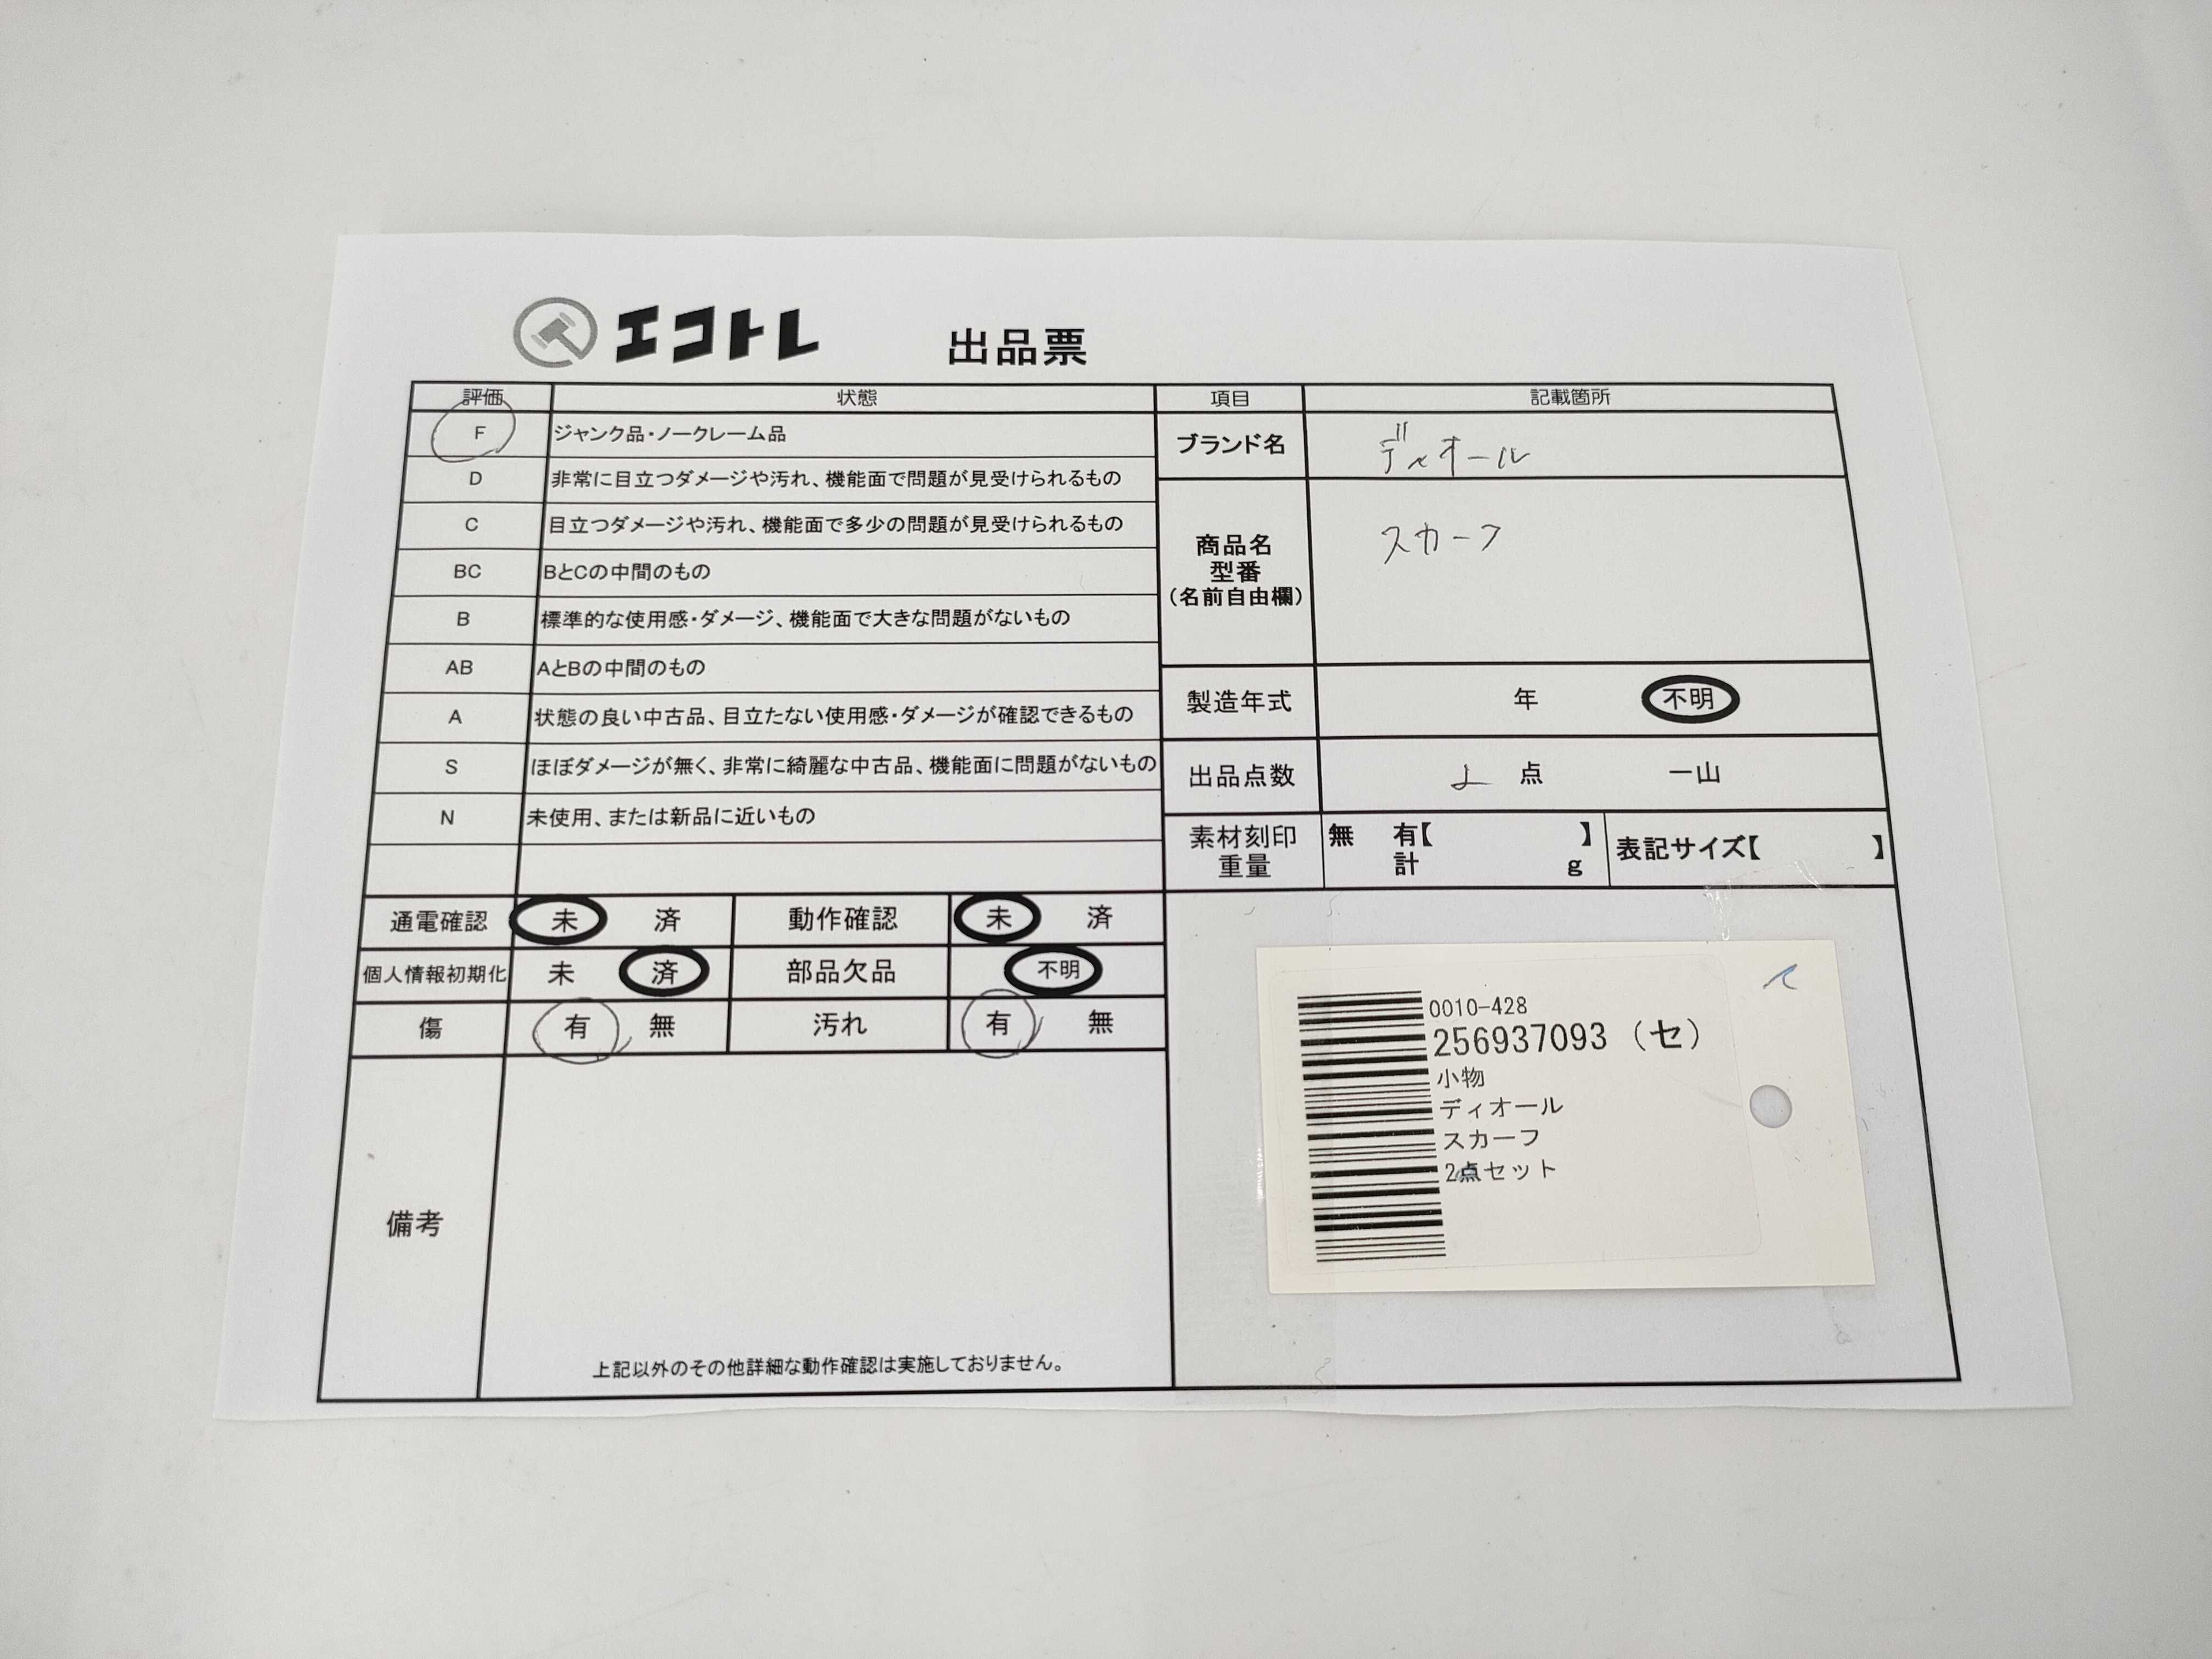 エコトレ 出品票
評価 状態 項目 記載箇所
F ジャンク品・ノークレーム品
D 非常に目立つダメージや汚れ、機能面で問題が見受けられるもの
C 目立つダメージや汚れ、機能面で多少の問題が見受けられるもの
BC BとCの中間のもの
B 標準的な使用感・ダメージ、機能面で大きな問題がないもの
AB AとBの中間のもの
A 状態の良い中古品、目立たない使用感・ダメージが確認できるもの
S ほぼダメージが無く、非常に綺麗な中古品、機能面に問題がないもの
N 未使用、または新品に近いもの
ブランド名 ディオール
商品名 スカーフ
型番
(名前自由欄)
製造年式 年 不明
出品点数 2 点 一山
素材刻印 無 有【 】
重量 計 g
表記サイズ【 】
通電確認 未 済 動作確認 未 済
個人情報初期化 未 済 部品欠品 不明
傷 有 無 汚れ 有 無
備考
上記以外のその他詳細な動作確認は実施しておりません。
0010-428
256937093 (セ)
小物
ディオール
スカーフ
2点セット